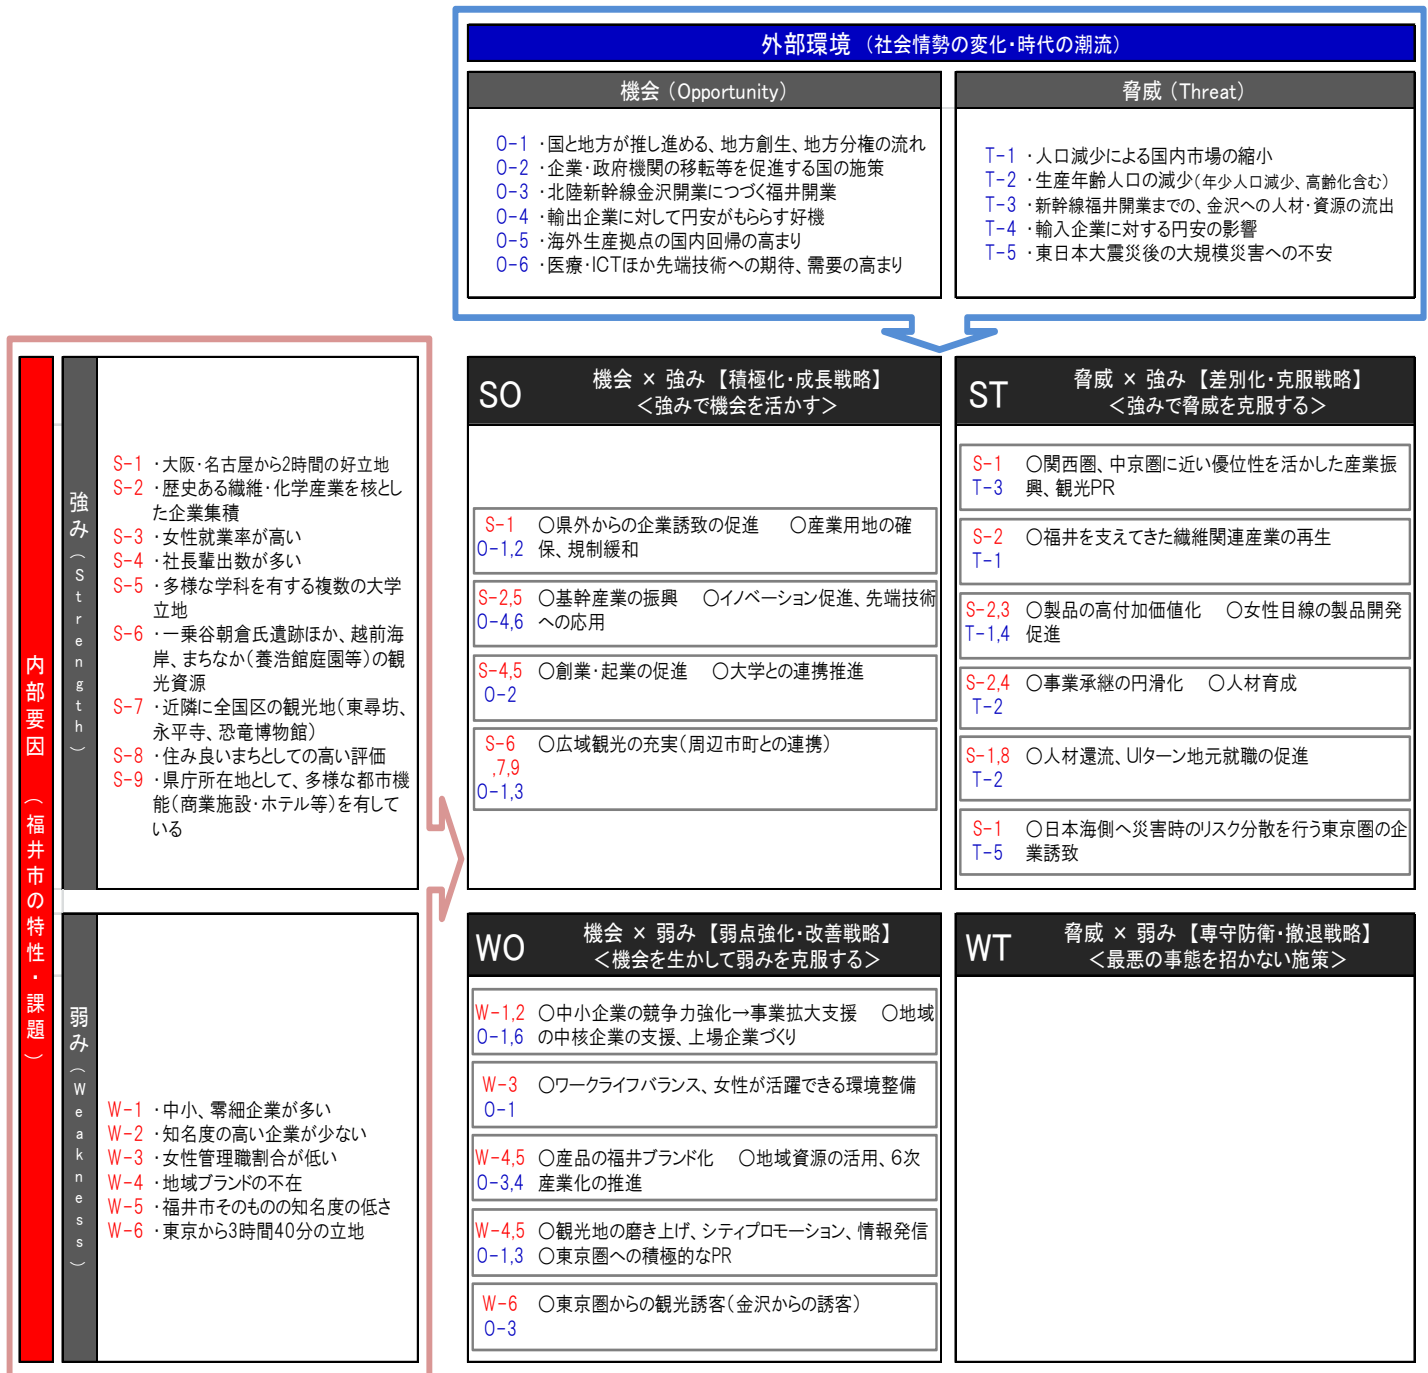 外部環境（社会情勢の変化・時代の潮流）
機会（Opportunity）
O-1 ・国と地方が推し進める、地方創生、地方分権の流れ
O-2 ・企業・政府機関の移転等を促進する国の施策
O-3 ・北陸新幹線金沢開業につづく福井開業
O-4 ・輸出企業に対して円安がもららす好機
O-5 ・海外生産拠点の国内回帰の高まり
O-6 ・医療・ICTほか先端技術への期待、需要の高まり
脅威（Threat）
T-1 ・人口減少による国内市場の縮小
T-2 ・生産年齢人口の減少（年少人口減少、高齢化含む）
T-3 ・新幹線福井開業までの、金沢への人材・資源の流出
T-4 ・輸入企業に対する円安の影響
T-5 ・東日本大震災後の大規模災害への不安
内部要因（福井市の特性・課題）
強み（Strength）
S-1 ・大阪・名古屋から2時間の好立地
S-2 ・歴史ある繊維・化学産業を核とし
た企業集積
S-3 ・女性就業率が高い
S-4 ・社長輩出数が多い
S-5 ・多様な学科を有する複数の大学
立地
S-6 ・一乗谷朝倉氏遺跡ほか、越前海
岸、まちなか（養浩館庭園等）の観
光資源
S-7 ・近隣に全国区の観光地（東尋坊、
永平寺、恐竜博物館）
S-8 ・住み良いまちとしての高い評価
S-9 ・県庁所在地として、多様な都市機
能（商業施設・ホテル等）を有して
いる
SO
機会 × 強み 【積極化・成長戦略】
＜強みで機会を活かす＞
S-1 ○県外からの企業誘致の促進 ○産業用地の確
O-1,2 保、規制緩和
S-2,5 ○基幹産業の振興 ○イノベーション促進、先端技術
O-4,6 への応用
S-4,5 ○創業・起業の促進 ○大学との連携推進
O-2
S-6 ○広域観光の充実（周辺市町との連携）
,7,9
O-1,3
ST
脅威 × 強み 【差別化・克服戦略】
＜強みで脅威を克服する＞
S-1 ○関西圏、中京圏に近い優位性を活かした産業振
T-3 興、観光PR
S-2 ○福井を支えてきた繊維関連産業の再生
T-1
S-2,3 ○製品の高付加価値化 ○女性目線の製品開発
T-1,4 促進
S-2,4 ○事業承継の円滑化 ○人材育成
T-2
S-1,8 ○人材還流、UIターン地元就職の促進
T-2
S-1 ○日本海側へ災害時のリスク分散を行う東京圏の企
T-5 業誘致
弱み（Weakness）
W-1 ・中小、零細企業が多い
W-2 ・知名度の高い企業が少ない
W-3 ・女性管理職割合が低い
W-4 ・地域ブランドの不在
W-5 ・福井市そのものの知名度の低さ
W-6 ・東京から3時間40分の立地
WO
機会 × 弱み 【弱点強化・改善戦略】
＜機会を生かして弱みを克服する＞
W-1,2 ○中小企業の競争力強化→事業拡大支援 ○地域
O-1,6 の中核企業の支援、上場企業づくり
W-3 ○ワークライフバランス、女性が活躍できる環境整備
O-1
W-4,5 ○産品の福井ブランド化 ○地域資源の活用、6次
O-3,4 産業化の推進
W-4,5 ○観光地の磨き上げ、シティプロモーション、情報発信
O-1,3 ○東京圏への積極的なPR
W-6 ○東京圏からの観光誘客（金沢からの誘客）
O-3
WT
脅威 × 弱み 【専守防衛・撤退戦略】
＜最悪の事態を招かない施策＞